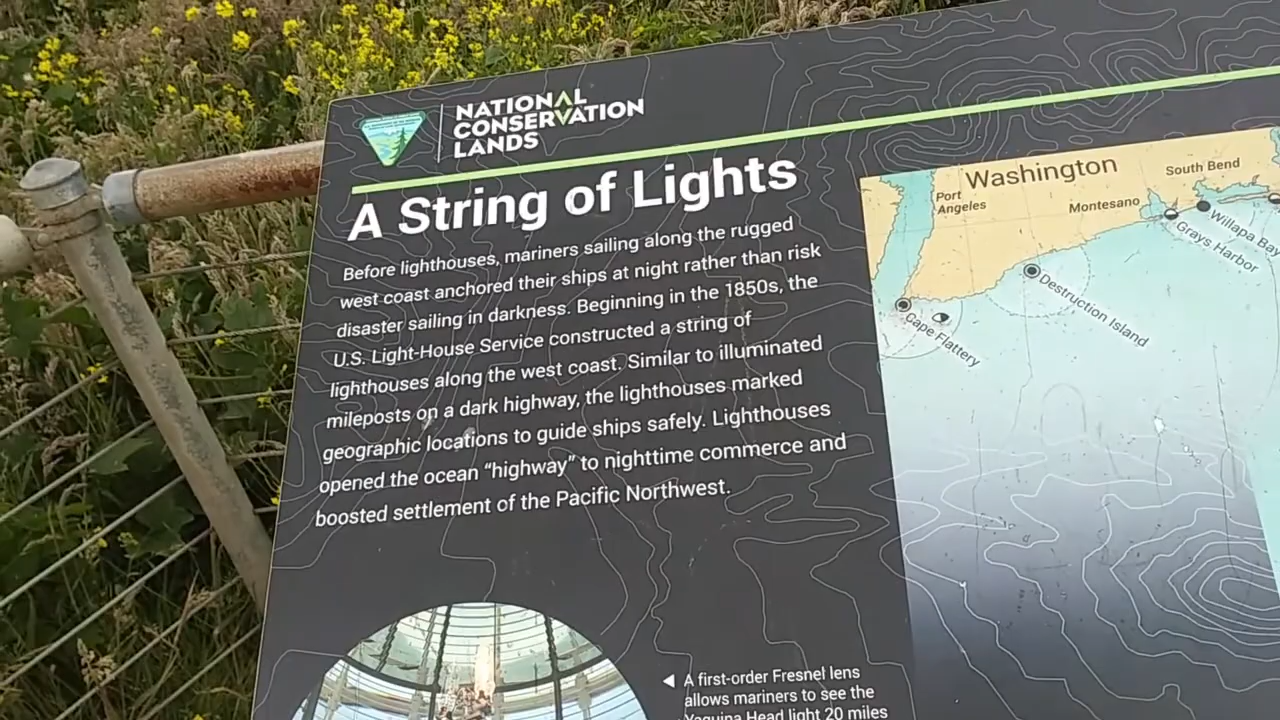 NATIONAL
CONSERVATION
LANDS
A String of Lights
Before lighthouses, mariners sailing along the rugged
west coast anchored their ships at night rather than risk
disaster sailing in darkness. Beginning in the 1850s, the
U.S. Light-House Service constructed a string of
lighthouses along the west coast. Similar to illuminated
mileposts on a dark highway, the lighthouses marked
geographic locations to guide ships safely. Lighthouses
opened the ocean “highway” to nighttime commerce and
boosted settlement of the Pacific Northwest.
A first-order Fresnel lens
allows mariners to see the
Yaquina Head light 20 miles
Washington
South Bend
Port
Angeles
Montesano
Willapa Bay
Grays Harbor
Destruction Island
Cape Flattery